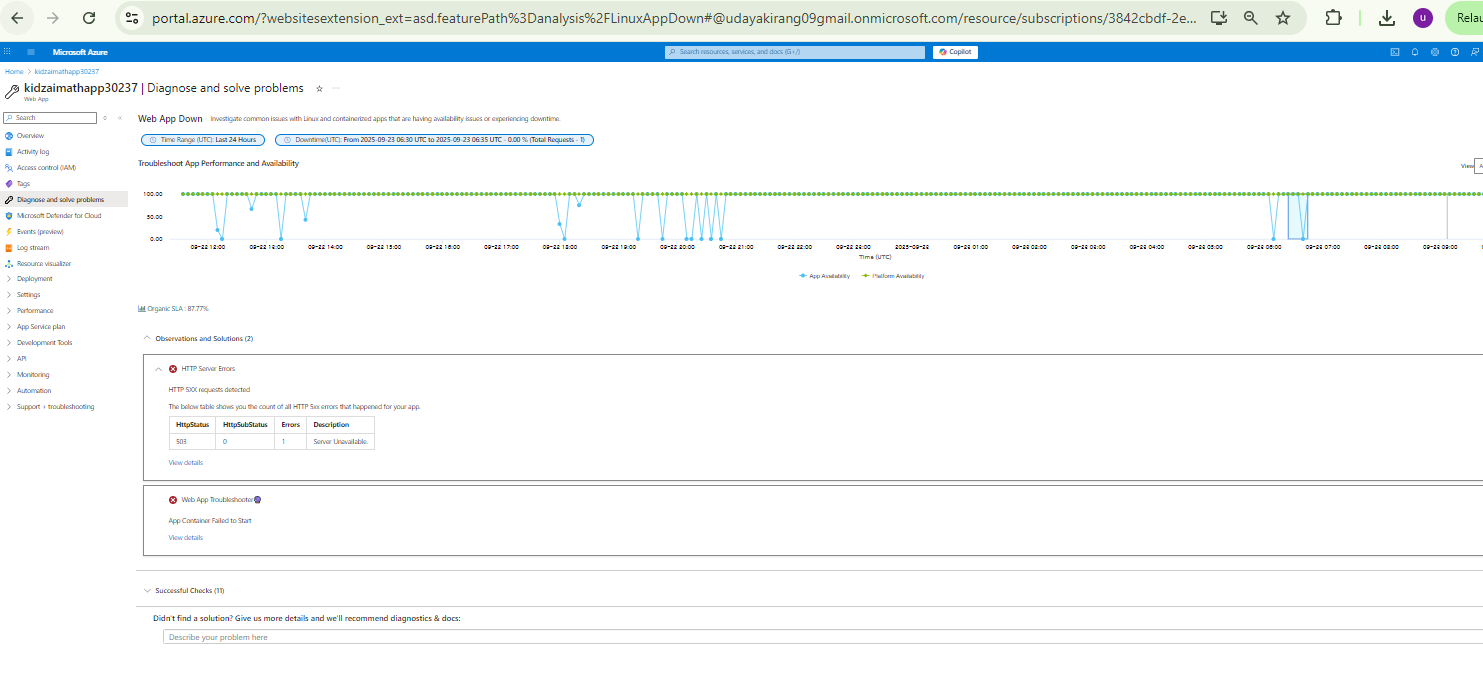 portal.azure.com/?websitesextension_ext=asd.featurePath%3Danalysis%2FLinuxAppDown#@udayakirang09gmail.onmicrosoft.com/resource/subscriptions/3842cbdf-2e...
u
Relau
Microsoft Azure
Search resources, services, and docs (G+/)
Copilot
Home > kidzaimathapp30237
kidzaimathapp30237 | Diagnose and solve problems
Web App
Search
Overview
Activity log
Access control (IAM)
Tags
Diagnose and solve problems
Microsoft Defender for Cloud
Events (preview)
Log stream
Resource visualizer
Deployment
Settings
Performance
App Service plan
Development Tools
API
Monitoring
Automation
Support + troubleshooting
Web App Down Investigate common issues with Linux and containerized apps that are having availability issues or experiencing downtime.
Time Range (UTC): Last 24 Hours
Downtime(UTC): From 2025-09-23 06:30 UTC to 2025-09-23 06:35 UTC - 0.00 % (Total Requests - 1)
Troubleshoot App Performance and Availability
View
100.00
50.00
0.00
09-22 12:00 09-22 13:00 09-22 14:00 09-22 15:00 09-22 16:00 09-22 17:00 09-22 18:00 09-22 19:00 09-22 20:00 09-22 21:00 09-22 22:00 09-22 23:00 2025-09-23 09-23 01:00 09-23 02:00 09-23 03:00 09-23 04:00 09-23 05:00 09-23 06:00 09-23 07:00 09-23 08:00 09-23 09:00
Time (UTC)
App Availability Platform Availability
Organic SLA : 87.77%
Observations and Solutions (2)
HTTP Server Errors
HTTP 5XX requests detected
The below table shows you the count of all HTTP 5xx errors that happened for your app.
HttpStatus HttpSubStatus Errors Description
503 0 1 Server Unavailable.
View details
Web App Troubleshooter
App Container Failed to Start
View details
Successful Checks (11)
Didn't find a solution? Give us more details and we'll recommend diagnostics & docs:
Describe your problem here